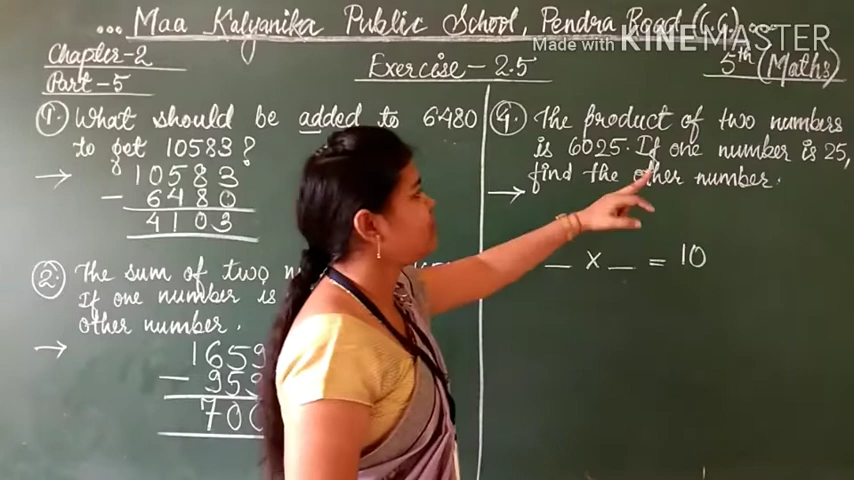 ... Maa Kalyanika Public School, Pendra Road (C.G.) ...
Made with KINEMASTER
Chapter-2
Part-5
Exercise-2.5
5th (Maths)
1. What should be added to 6480
to get 10583?
→ 10583
- 6480
4103
2. The sum of two
If one number is
other number.
→ 1659
- 959
700
4. The product of two numbers
is 6025. If one number is 25,
find the other number.
→
_ x _ = 10